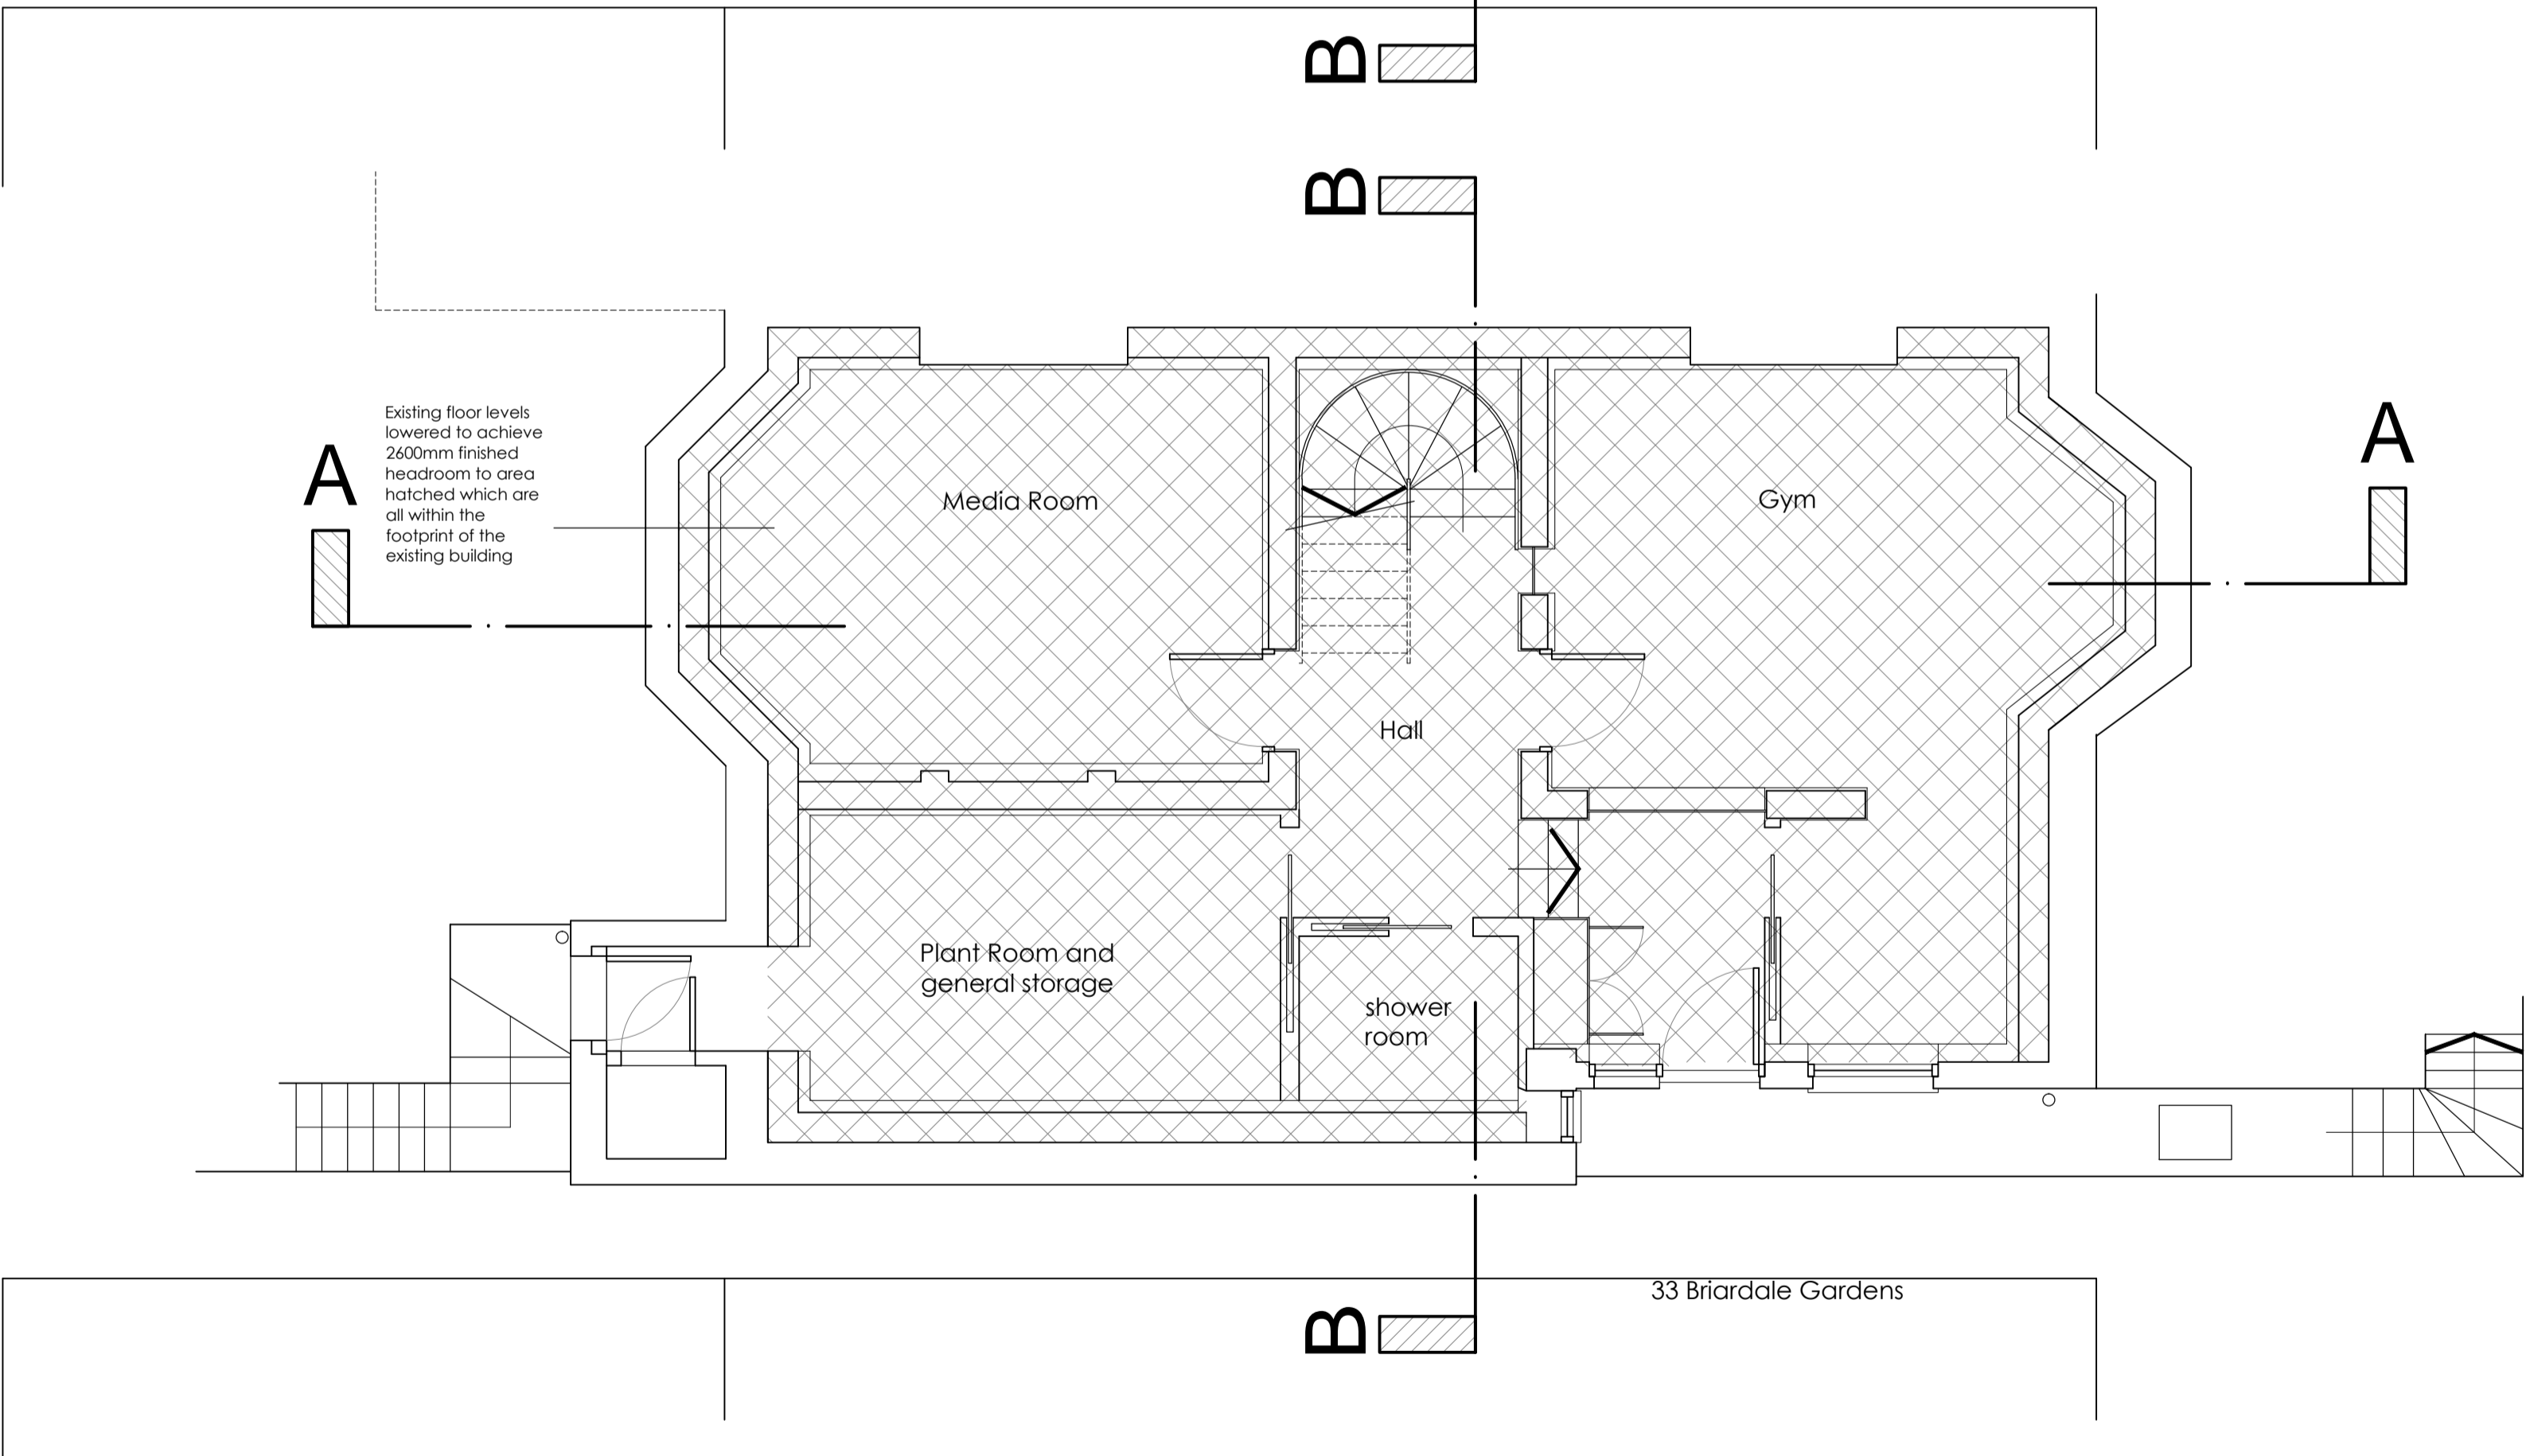 B
B
A
Existing floor levels
lowered to achieve
2600mm finished
headroom to area
hatched which are
all within the
footprint of the
existing building
Media Room
Gym
A
Hall
Plant Room and
general storage
shower
room
33 Briardale Gardens
B